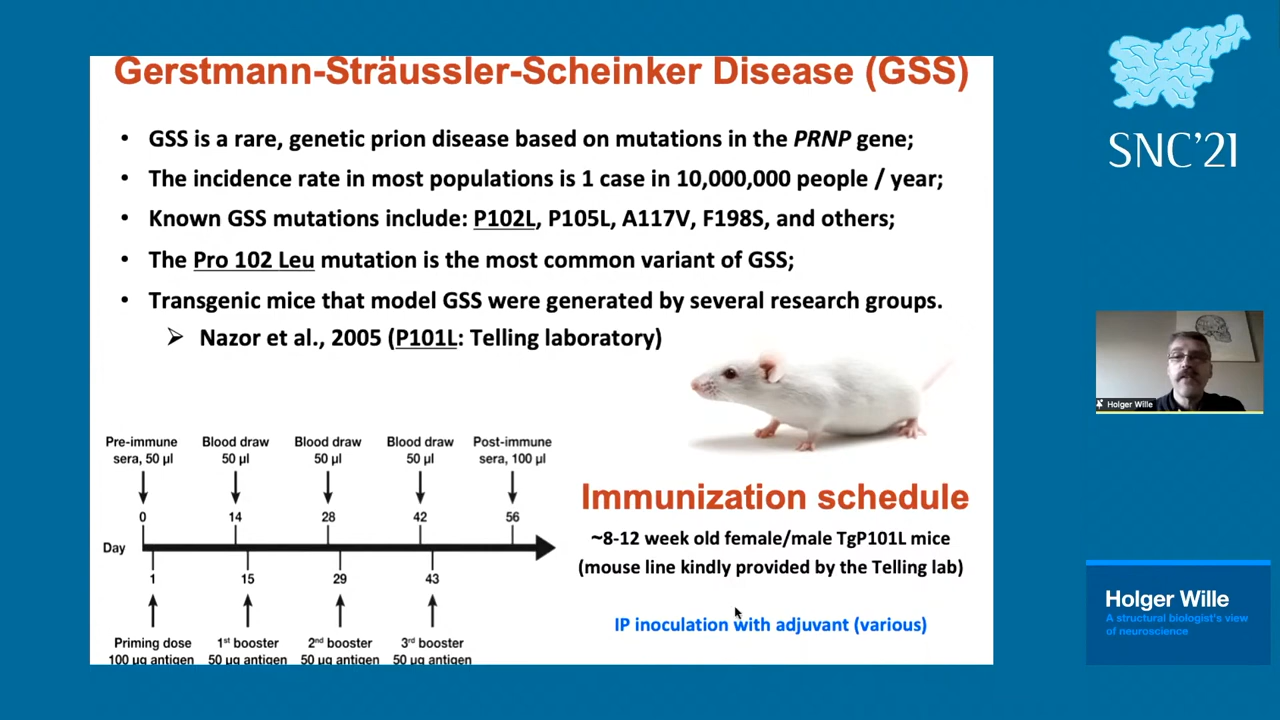 Gerstmann-Sträussler-Scheinker Disease (GSS)
• GSS is a rare, genetic prion disease based on mutations in the PRNP gene;
• The incidence rate in most populations is 1 case in 10,000,000 people / year;
• Known GSS mutations include: P102L, P105L, A117V, F198S, and others;
• The Pro 102 Leu mutation is the most common variant of GSS;
• Transgenic mice that model GSS were generated by several research groups.
➢ Nazor et al., 2005 (P101L: Telling laboratory)
Pre-immune Blood draw Blood draw Blood draw Post-immune
sera, 50 µl 50 µl 50 µl 50 µl sera, 100 µl
0 14 28 42 56
Day
1 15 29 43
Priming dose 1st booster 2nd booster 3rd booster
100 µg antigen 50 µg antigen 50 µg antigen 50 µg antigen
Immunization schedule
~8-12 week old female/male TgP101L mice
(mouse line kindly provided by the Telling lab)
IP inoculation with adjuvant (various)
SNC'21
Holger Wille
Holger Wille
A structural biologist's view
of neuroscience